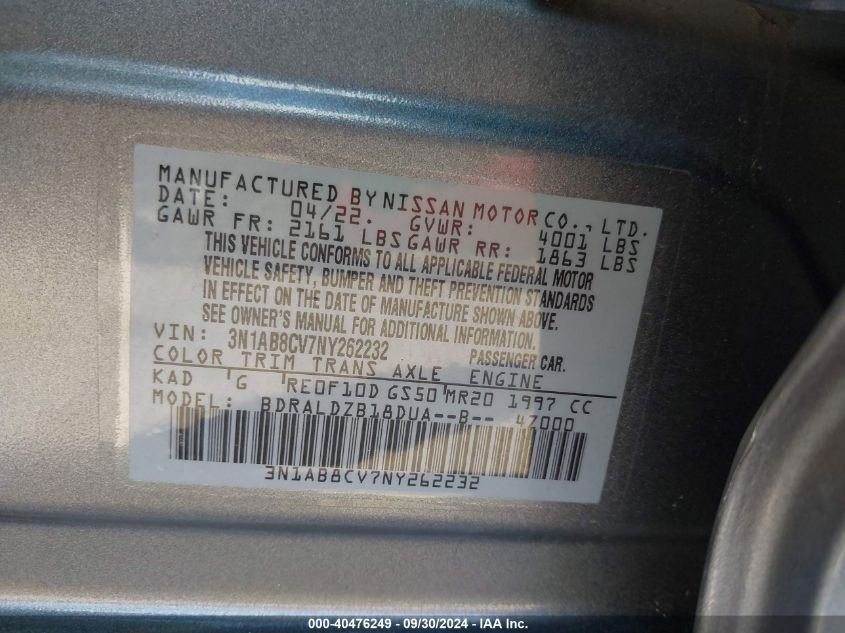 MANUFACTURED BY NISSAN MOTOR CO., LTD.
DATE: 04/22. GVWR: 4001 LBS
GAWR FR: 2161 LBS GAWR RR: 1863 LBS
THIS VEHICLE CONFORMS TO ALL APPLICABLE FEDERAL MOTOR
VEHICLE SAFETY, BUMPER AND THEFT PREVENTION STANDARDS
IN EFFECT ON THE DATE OF MANUFACTURE SHOWN ABOVE.
SEE OWNER'S MANUAL FOR ADDITIONAL INFORMATION.
VIN: 3N1AB8CV7NY262232 PASSENGER CAR.
COLOR TRIM TRANS AXLE ENGINE
KAD 'G 'RE0F10D GS50'MR20 1997 CC
MODEL: BDRALDZB18DUA--B-- 47000
3N1AB8CV7NY262232
000-40476249 - 09/30/2024 - IAA Inc.